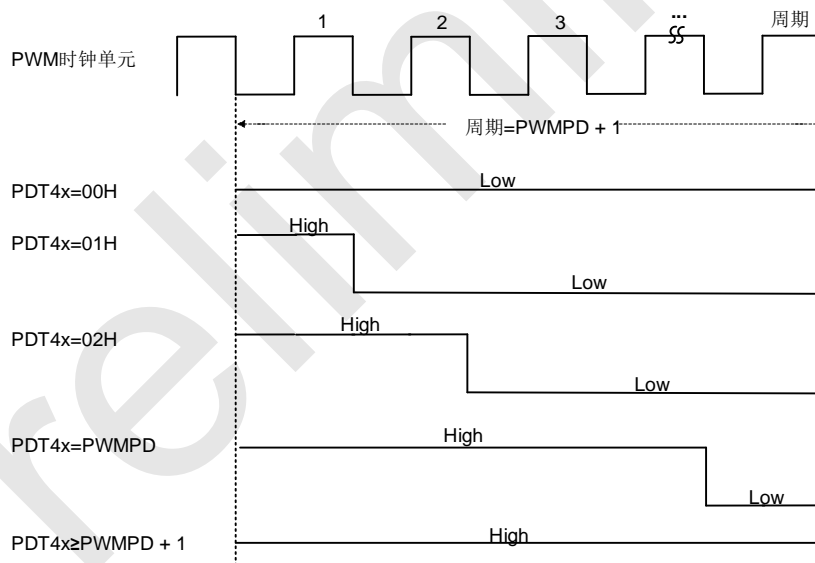 1 2 3 ... 周期
PWM时钟单元
周期=PWMPD + 1
PDT4x=00H
Low
PDT4x=01H
High
Low
PDT4x=02H
High
Low
PDT4x=PWMPD
High
Low
PDT4x≥PWMPD + 1
High
relimi